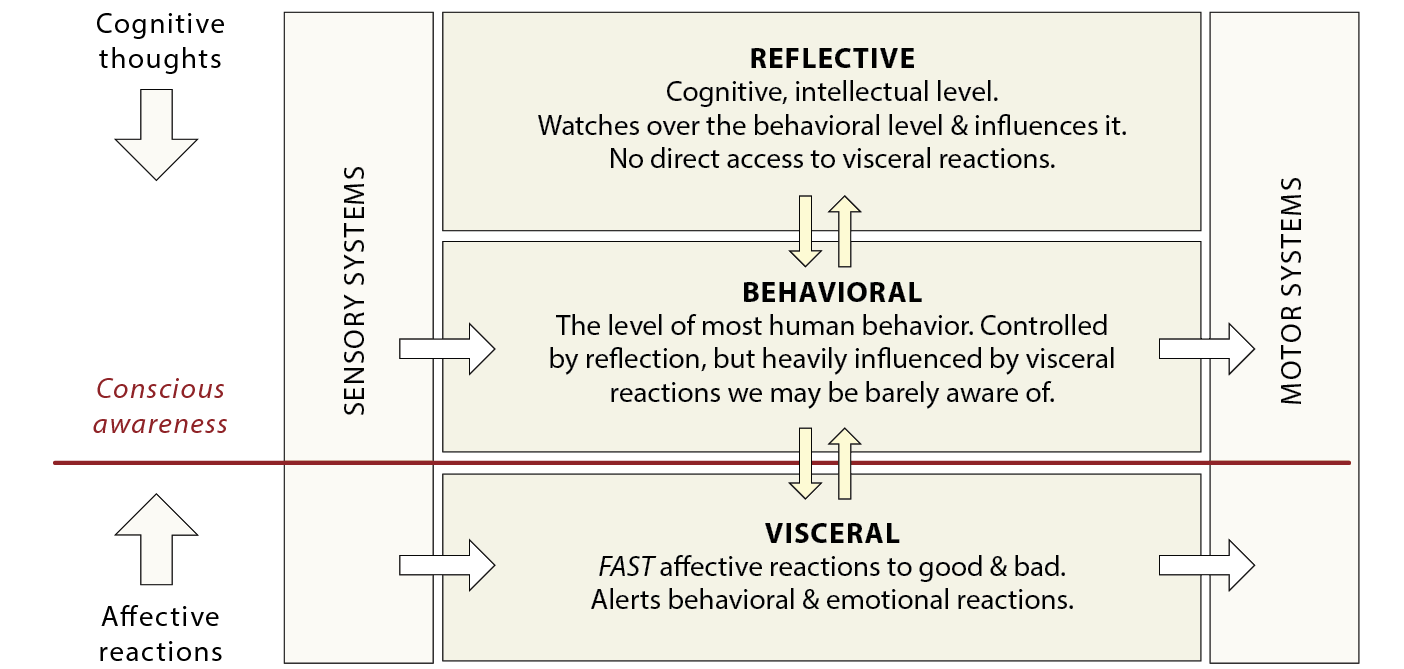 Cognitive
thoughts
Conscious
awareness
Affective
reactions
SENSORY SYSTEMS
REFLECTIVE
Cognitive, intellectual level.
Watches over the behavioral level & influences it.
No direct access to visceral reactions.
BEHAVIORAL
The level of most human behavior. Controlled
by reflection, but heavily influenced by visceral
reactions we may be barely aware of.
VISCERAL
FAST affective reactions to good & bad.
Alerts behavioral & emotional reactions.
MOTOR SYSTEMS